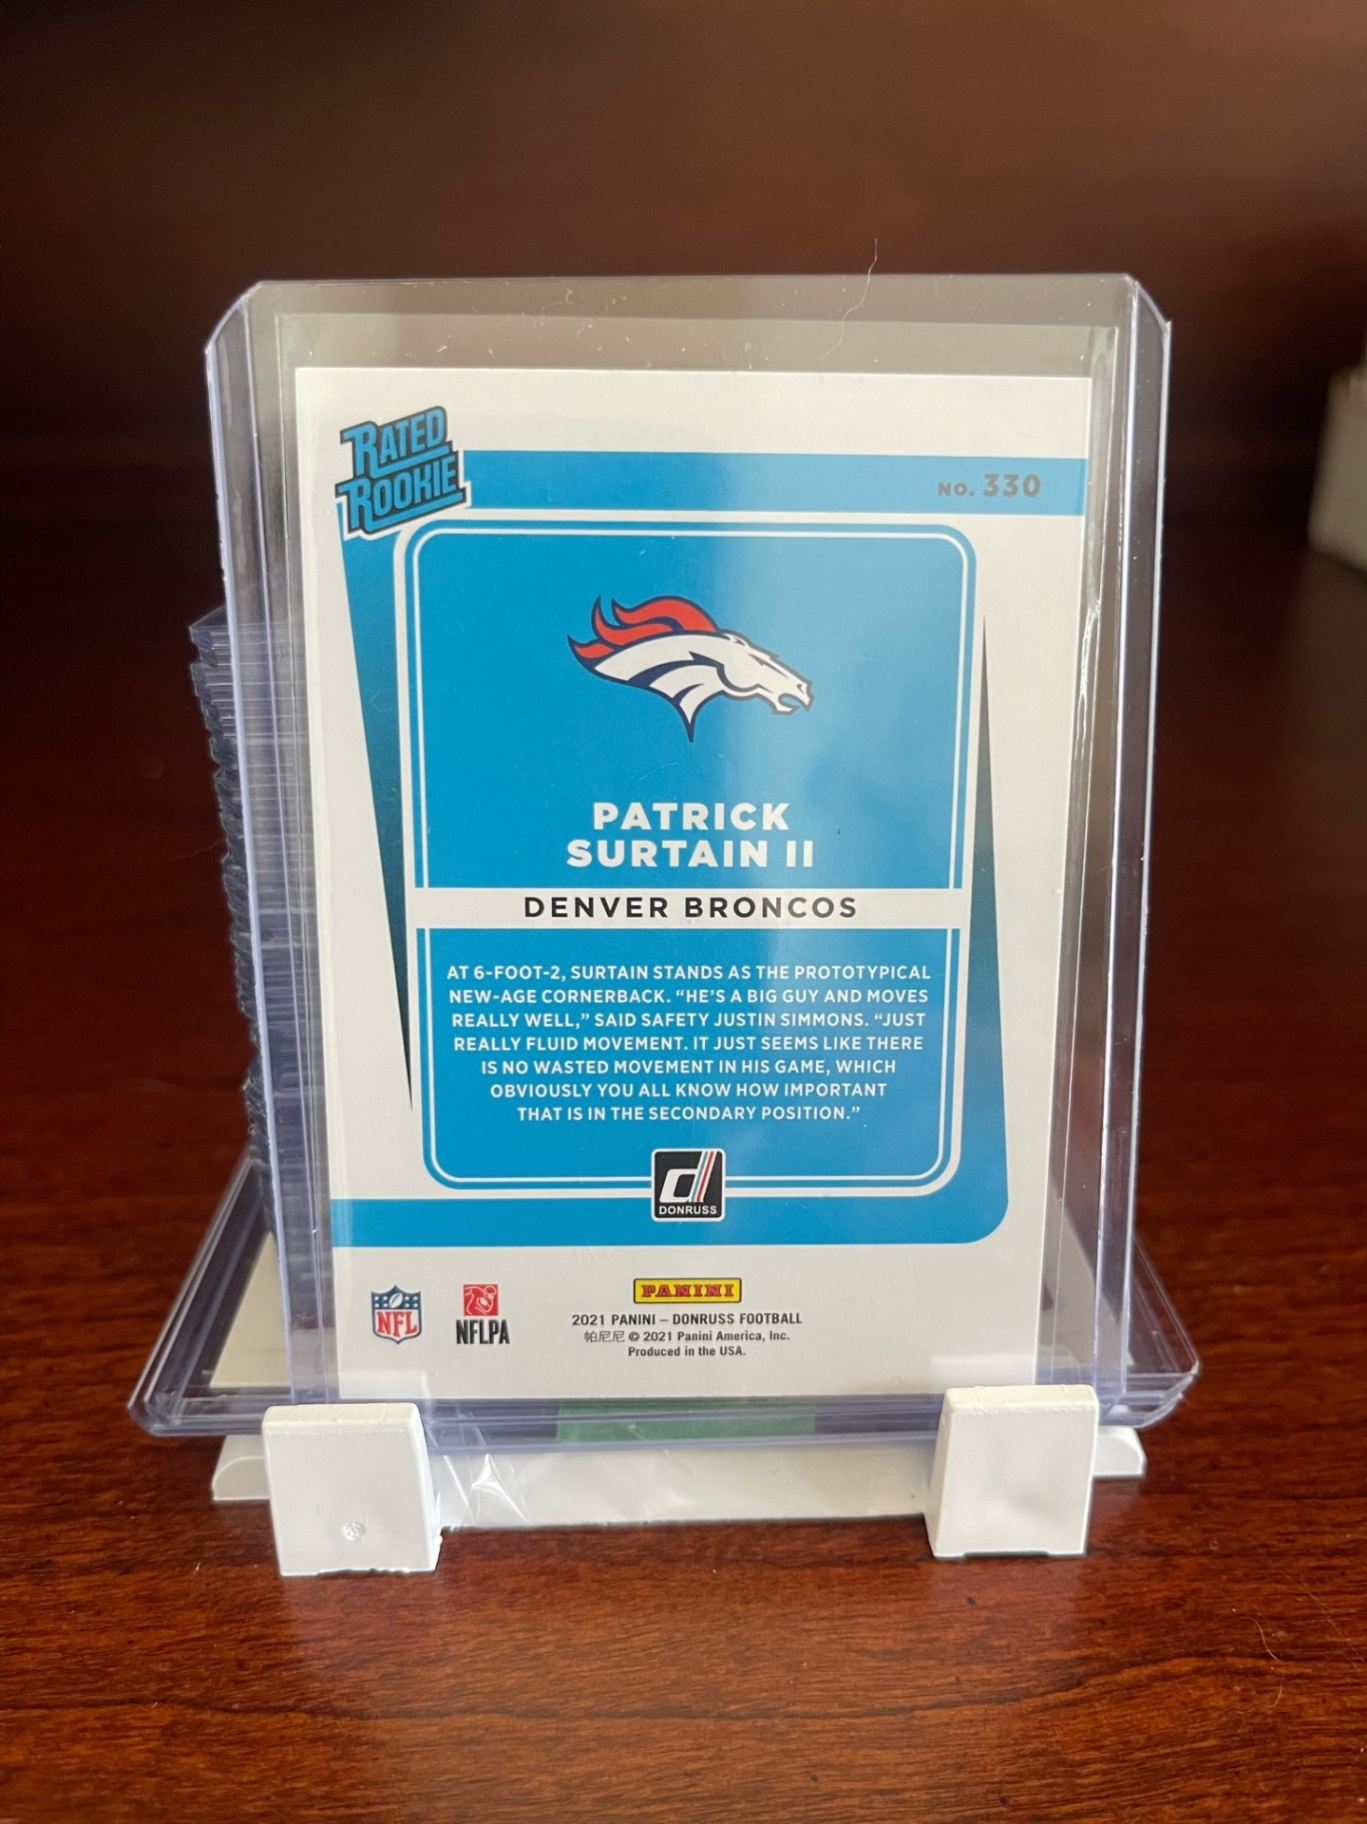 RATED
ROOKIE
NO. 330
PATRICK
SURTAIN II
DENVER BRONCOS
AT 6-FOOT-2, SURTAIN STANDS AS THE PROTOTYPICAL
NEW-AGE CORNERBACK. “HE’S A BIG GUY AND MOVES
REALLY WELL,” SAID SAFETY JUSTIN SIMMONS. “JUST
REALLY FLUID MOVEMENT. IT JUST SEEMS LIKE THERE
IS NO WASTED MOVEMENT IN HIS GAME, WHICH
OBVIOUSLY YOU ALL KNOW HOW IMPORTANT
THAT IS IN THE SECONDARY POSITION.”
d
DONRUSS
NFL
NFLPA
PANINI
2021 PANINI – DONRUSS FOOTBALL
帕尼尼 © 2021 Panini America, Inc.
Produced in the USA.